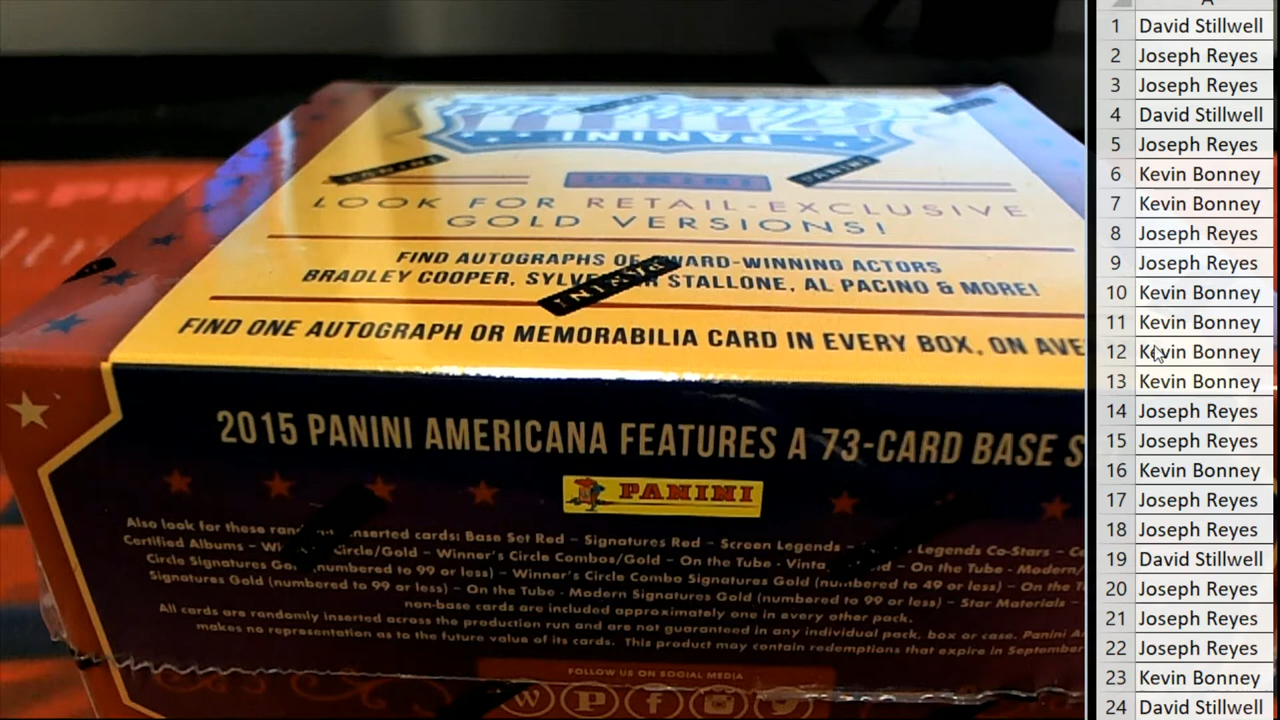 PANINI
PANINI
PANINI
PANINI
LOOK FOR RETAIL-EXCLUSIVE
GOLD VERSIONS!
FIND AUTOGRAPHS OF AWARD-WINNING ACTORS
BRADLEY COOPER, SYLVESTER STALLONE, AL PACINO & MORE!
PANINI
FIND ONE AUTOGRAPH OR MEMORABILIA CARD IN EVERY BOX, ON AVE
2015 PANINI AMERICANA FEATURES A 73-CARD BASE S
PANINI
Also look for these inserted cards: Base Set Red – Signatures Red – Screen Legends – Legends Co-Stars –
Certified Albums – Circle/Gold – Winner's Circle Combos/Gold – On the Tube - – On the Tube - Modern/
Circle Signatures (numbered to 99 or less) – Winner's Circle Combo Signatures Gold (numbered to 49 or less) – On the
Signatures Gold (numbered to 99 or less) – On the Tube - Modern Signatures Gold (numbered to 99 or less) – Star Materials –
non-base cards are included approximately one in every other pack.
All cards are randomly inserted across the production run and are not guaranteed in any individual pack, box or case. Panini
makes no representation as to the future value of its cards. This product may contain redemptions that expire in September
FOLLOW US ON SOCIAL MEDIA
A
1 David Stillwell
2 Joseph Reyes
3 Joseph Reyes
4 David Stillwell
5 Joseph Reyes
6 Kevin Bonney
7 Kevin Bonney
8 Joseph Reyes
9 Joseph Reyes
10 Kevin Bonney
11 Kevin Bonney
12 Kevin Bonney
13 Kevin Bonney
14 Joseph Reyes
15 Joseph Reyes
16 Kevin Bonney
17 Joseph Reyes
18 Joseph Reyes
19 David Stillwell
20 Joseph Reyes
21 Joseph Reyes
22 Joseph Reyes
23 Kevin Bonney
24 David Stillwell